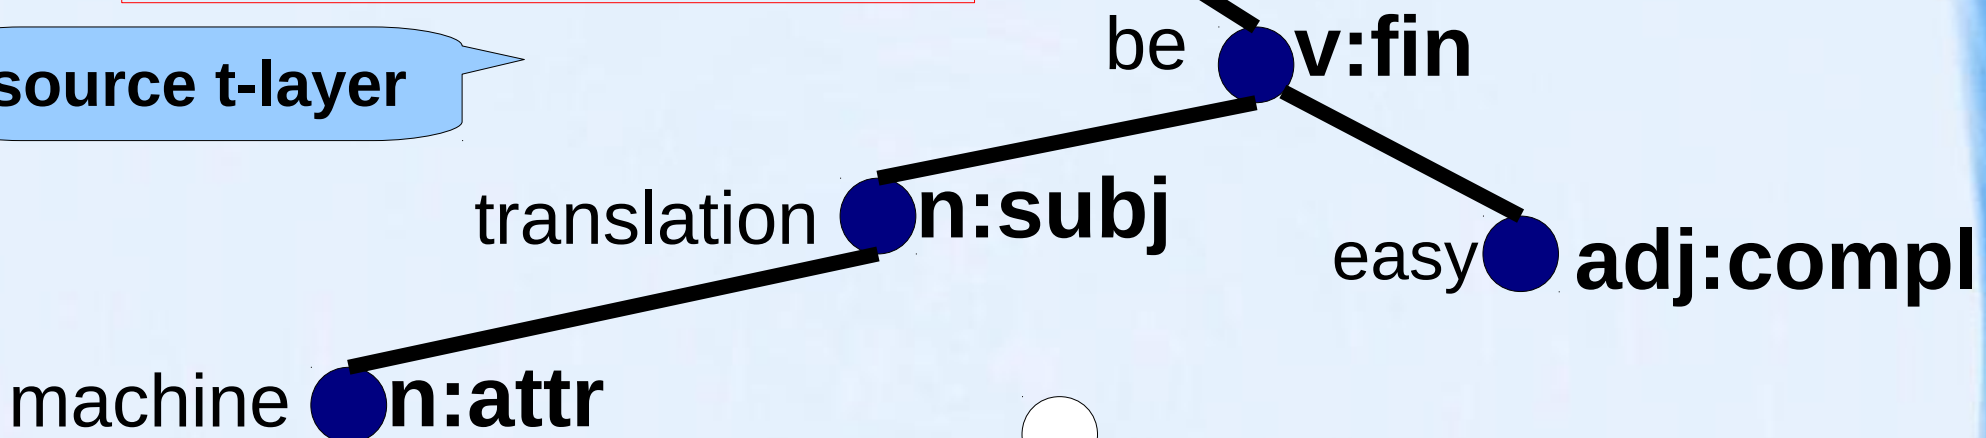 be v:fin
source t-layer
translation n:subj
easy adj:compl
machine n:attr